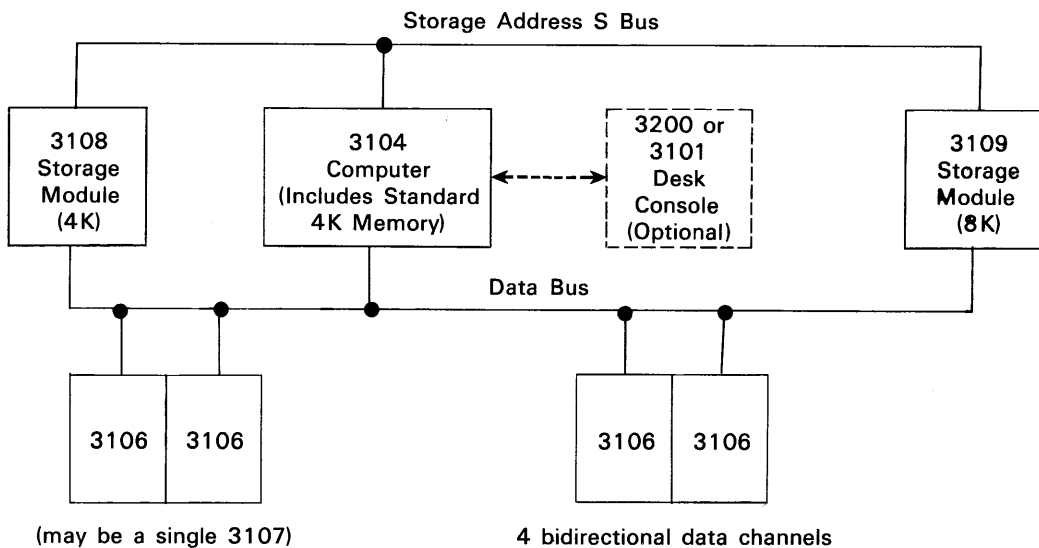 Storage Address S Bus
3108
Storage
Module
(4K)
3104
Computer
(Includes Standard
4K Memory)
3200 or
3101
Desk
Console
(Optional)
3109
Storage
Module
(8K)
Data Bus
3106
3106
3106
3106
(may be a single 3107)
4 bidirectional data channels